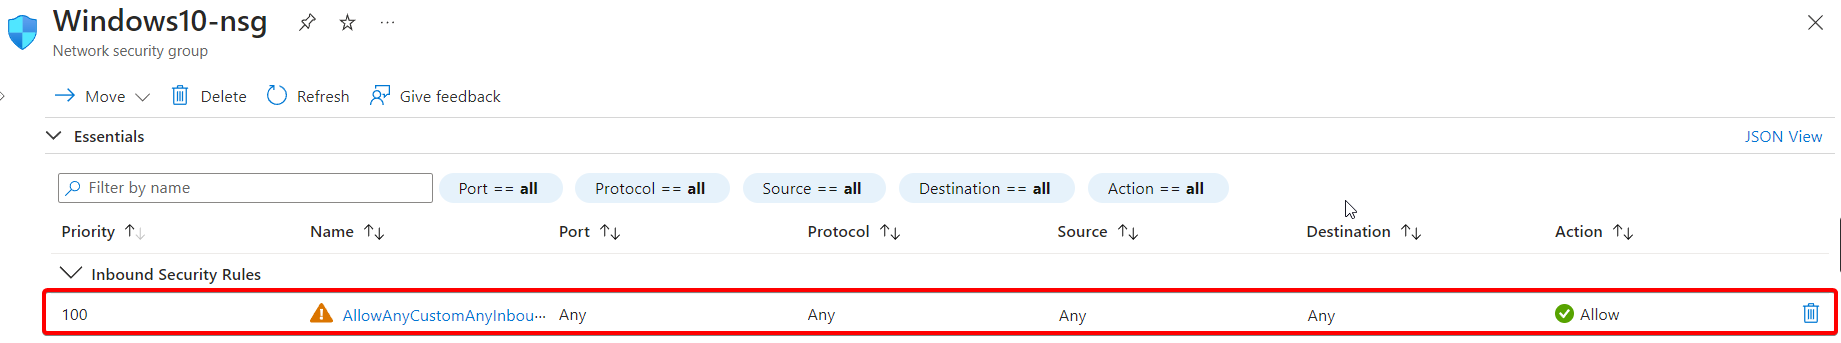 Windows10-nsg
Network security group
Move Delete Refresh Give feedback
Essentials JSON View
Filter by name Port == all Protocol == all Source == all Destination == all Action == all
Priority Name Port Protocol Source Destination Action
Inbound Security Rules
100 AllowAnyCustomAnyInbou··· Any Any Any Any Allow